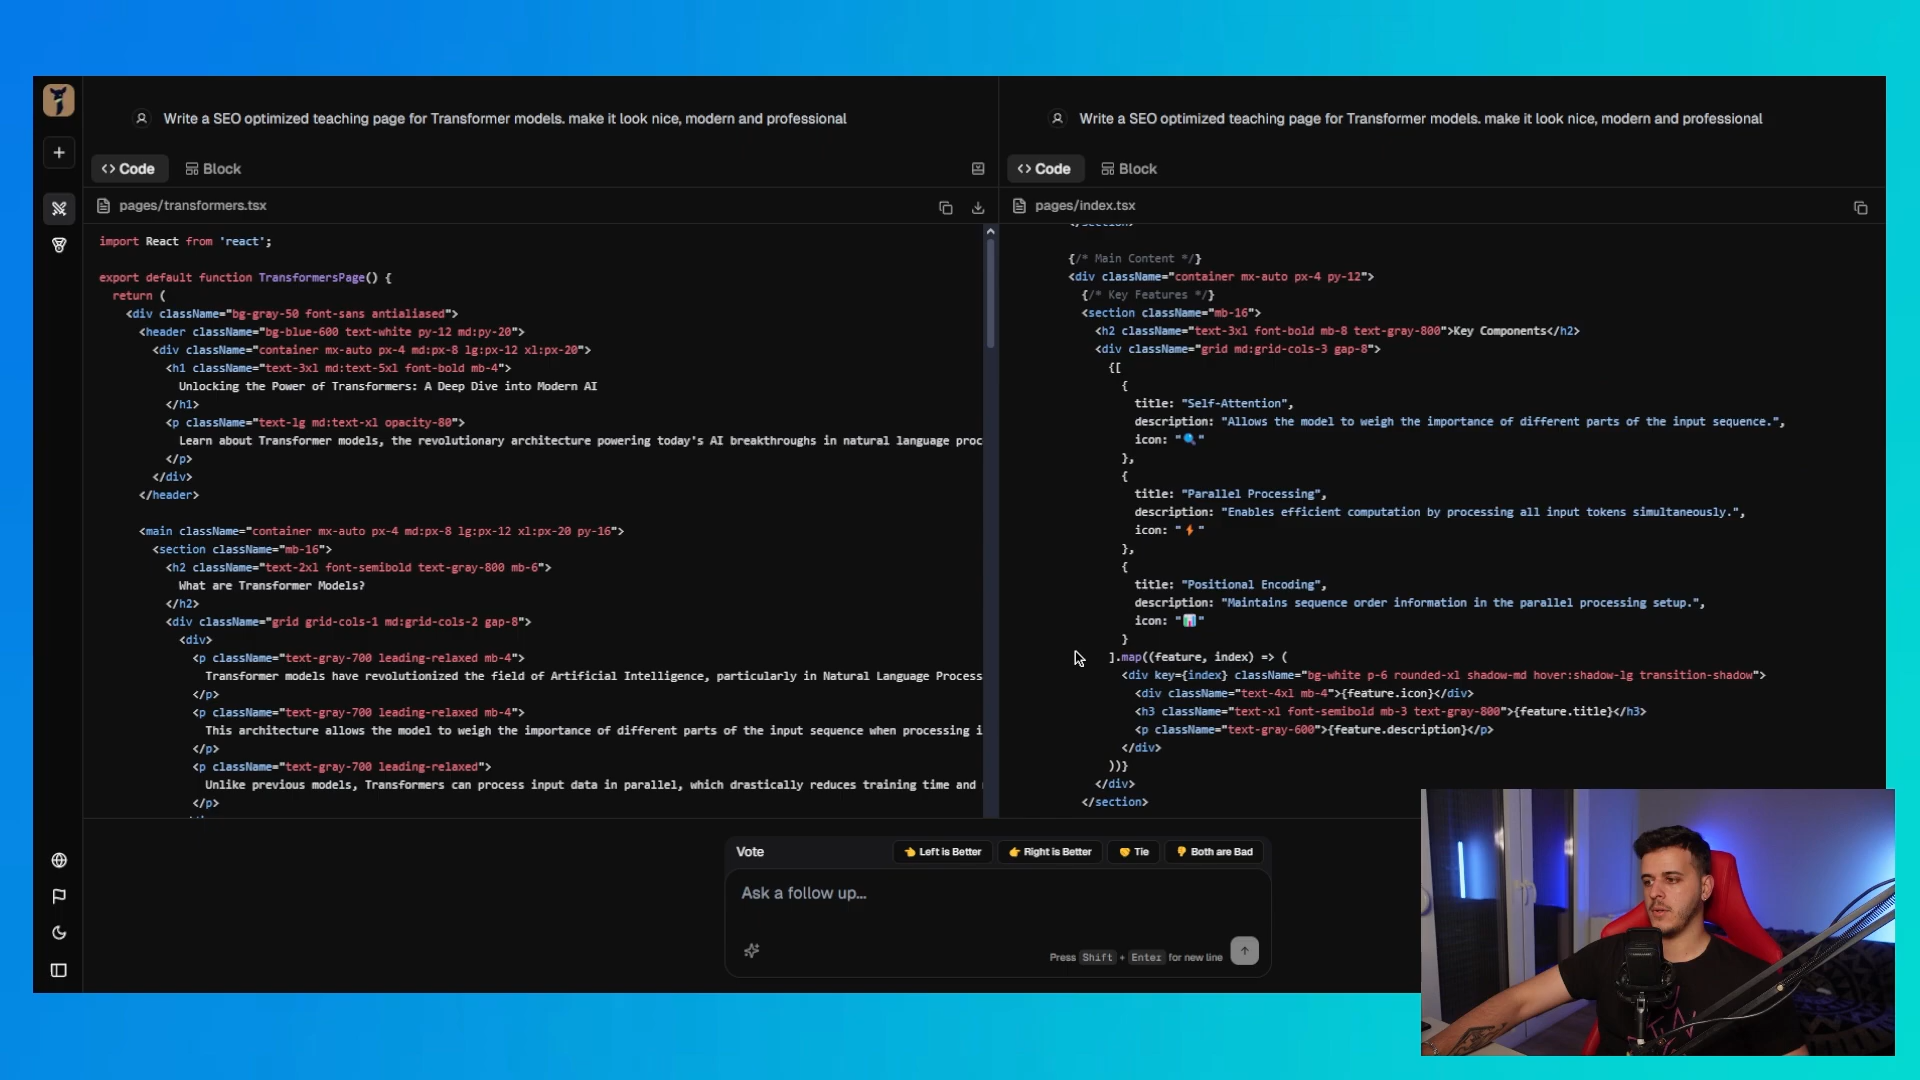 Write a SEO optimized teaching page for Transformer models. make it look nice, modern and professional
<> Code
Block
pages/transformers.tsx
import React from 'react';
export default function TransformersPage() {
return (
<div className="bg-gray-50 font-sans antialiased">
<header className="bg-blue-600 text-white py-12 md:py-20">
<div className="container mx-auto px-4 md:px-8 lg:px-12 xl:px-20">
<h1 className="text-3xl md:text-5xl font-bold mb-4">
Unlocking the Power of Transformers: A Deep Dive into Modern AI
</h1>
<p className="text-lg md:text-xl opacity-80">
Learn about Transformer models, the revolutionary architecture powering today's AI breakthroughs in natural language proc
</p>
</div>
</header>
<main className="container mx-auto px-4 md:px-8 lg:px-12 xl:px-20 py-16">
<section className="mb-16">
<h2 className="text-2xl font-semibold text-gray-800 mb-6">
What are Transformer Models?
</h2>
<div className="grid grid-cols-1 md:grid-cols-2 gap-8">
<div>
<p className="text-gray-700 leading-relaxed mb-4">
Transformer models have revolutionized the field of Artificial Intelligence, particularly in Natural Language Process
</p>
<p className="text-gray-700 leading-relaxed mb-4">
This architecture allows the model to weigh the importance of different parts of the input sequence when processing i
</p>
<p className="text-gray-700 leading-relaxed">
Unlike previous models, Transformers can process input data in parallel, which drastically reduces training time and
</p>
Write a SEO optimized teaching page for Transformer models. make it look nice, modern and professional
<> Code
Block
pages/index.tsx
</section>
{/* Main Content */}
<div className="container mx-auto px-4 py-12">
{/* Key Features */}
<section className="mb-16">
<h2 className="text-3xl font-bold mb-8 text-gray-800">Key Components</h2>
<div className="grid md:grid-cols-3 gap-8">
{[
{
title: "Self-Attention",
description: "Allows the model to weigh the importance of different parts of the input sequence.",
icon: "🔍"
},
{
title: "Parallel Processing",
description: "Enables efficient computation by processing all input tokens simultaneously.",
icon: "⚡"
},
{
title: "Positional Encoding",
description: "Maintains sequence order information in the parallel processing setup.",
icon: "📊"
}
].map((feature, index) => (
<div key={index} className="bg-white p-6 rounded-xl shadow-md hover:shadow-lg transition-shadow">
<div className="text-4xl mb-4">{feature.icon}</div>
<h3 className="text-xl font-semibold mb-3 text-gray-800">{feature.title}</h3>
<p className="text-gray-600">{feature.description}</p>
</div>
))}
</div>
</section>
Vote
👈 Left is Better
👉 Right is Better
🤝 Tie
👎 Both are Bad
Ask a follow up...
Press Shift + Enter for new line